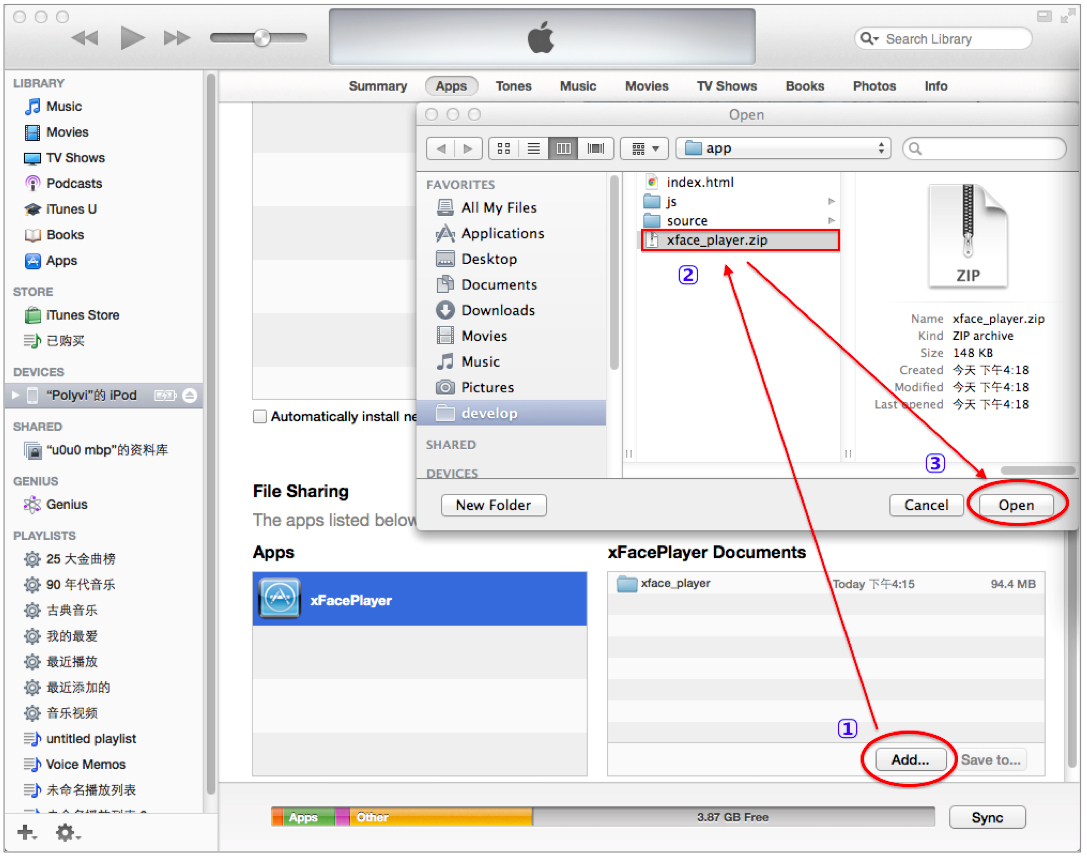 Search Library
LIBRARY
Music
Movies
TV Shows
Podcasts
iTunes U
Books
Apps
STORE
iTunes Store
已购买
DEVICES
“Polyvi”的 iPod
SHARED
“u0u0 mbp”的资料库
GENIUS
Genius
PLAYLISTS
25 大金曲榜
90 年代音乐
古典音乐
我的最爱
最近播放
最近添加的
音乐视频
untitled playlist
Voice Memos
未命名播放列表
Summary Apps Tones Music Movies TV Shows Books Photos Info
Automatically install ne
File Sharing
The apps listed below
Apps
xFacePlayer
xFacePlayer Documents
xface_player Today 下午4:15 94.4 MB
1
Add... Save to...
Apps Other 3.87 GB Free
Sync
Open
app
FAVORITES
All My Files
Applications
Desktop
Documents
Downloads
Movies
Music
Pictures
develop
SHARED
DEVICES
index.html
js
source
xface_player.zip
2
ZIP
Name xface_player.zip
Kind ZIP archive
Size 148 KB
Created 今天 下午4:18
Modified 今天 下午4:18
Last opened 今天 下午4:18
3
New Folder Cancel Open